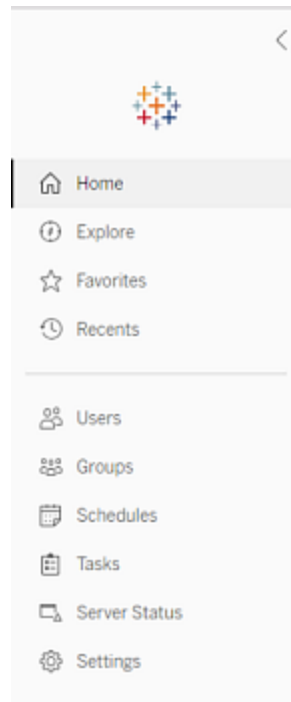 Home
Explore
Favorites
Recents
Users
Groups
Schedules
Tasks
Server Status
Settings